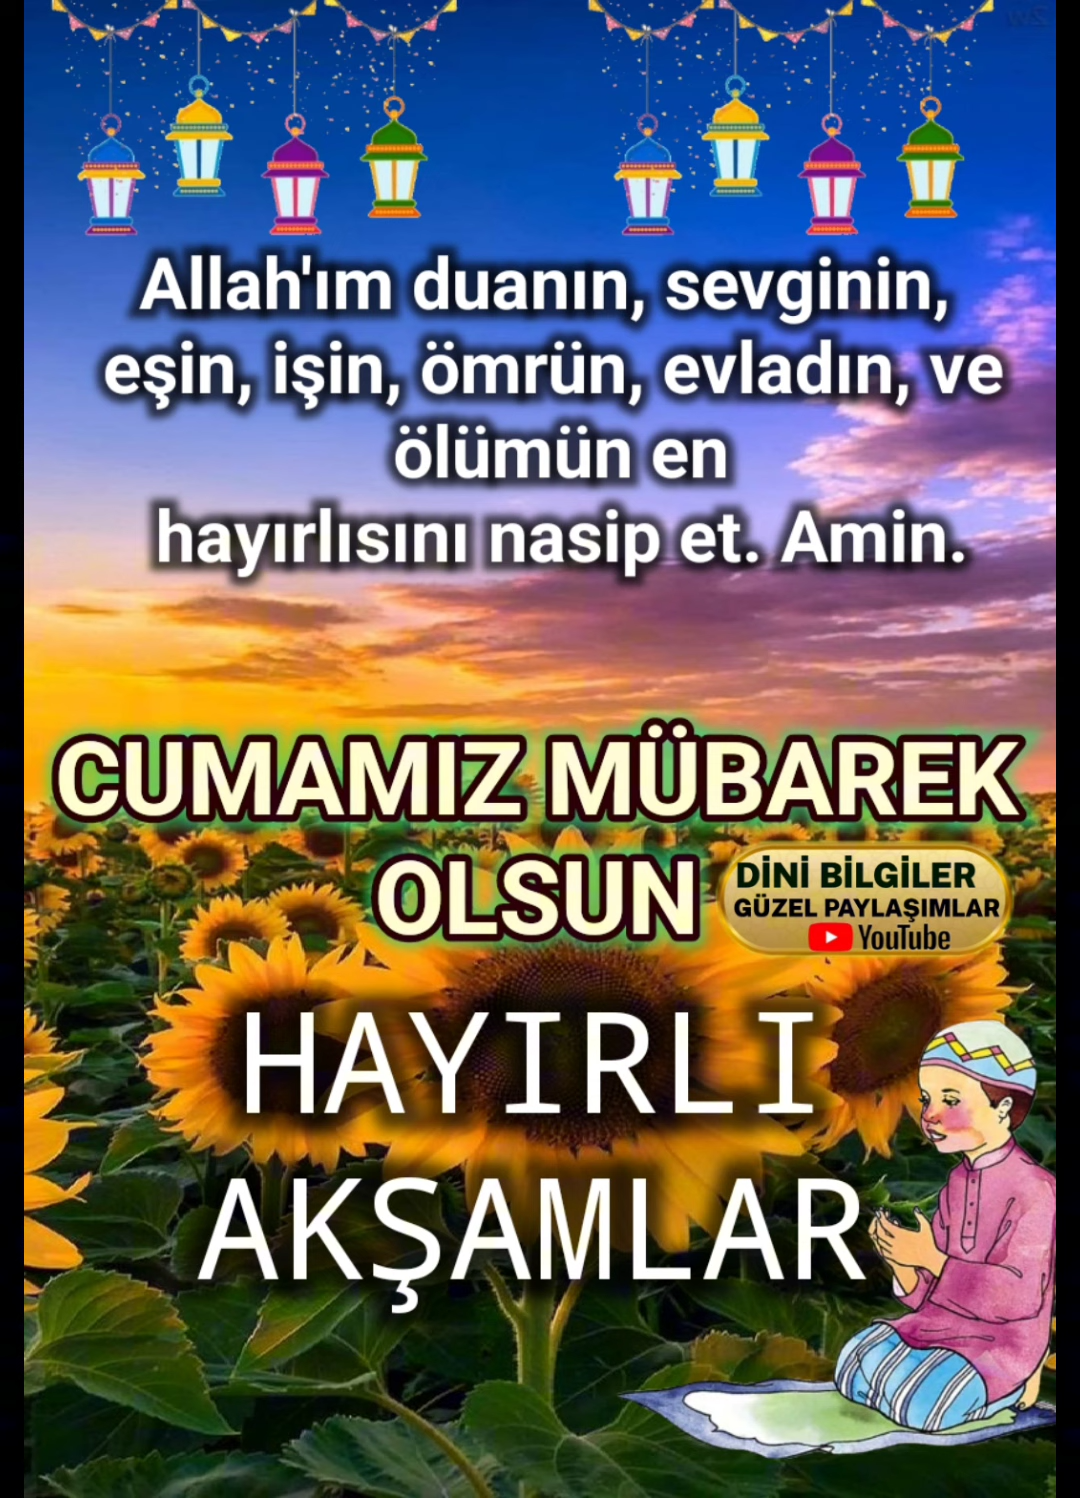 Allah'ım duanın, sevginin,
eşin, işin, ömrün, evladın, ve
ölümün en
hayırlısını nasip et. Amin.
CUMAMIZ MÜBAREK
OLSUN
DİNİ BİLGİLER
GÜZEL PAYLAŞIMLAR
YouTube
HAYIRLI
AKŞAMLAR